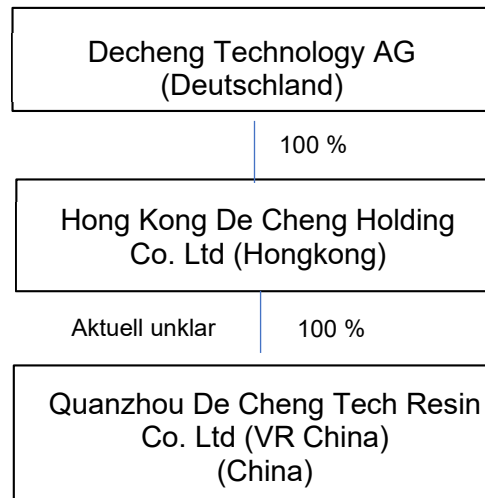 Decheng Technology AG
(Deutschland)
100 %
Hong Kong De Cheng Holding
Co. Ltd (Hongkong)
Aktuell unklar 100 %
Quanzhou De Cheng Tech Resin
Co. Ltd (VR China)
(China)